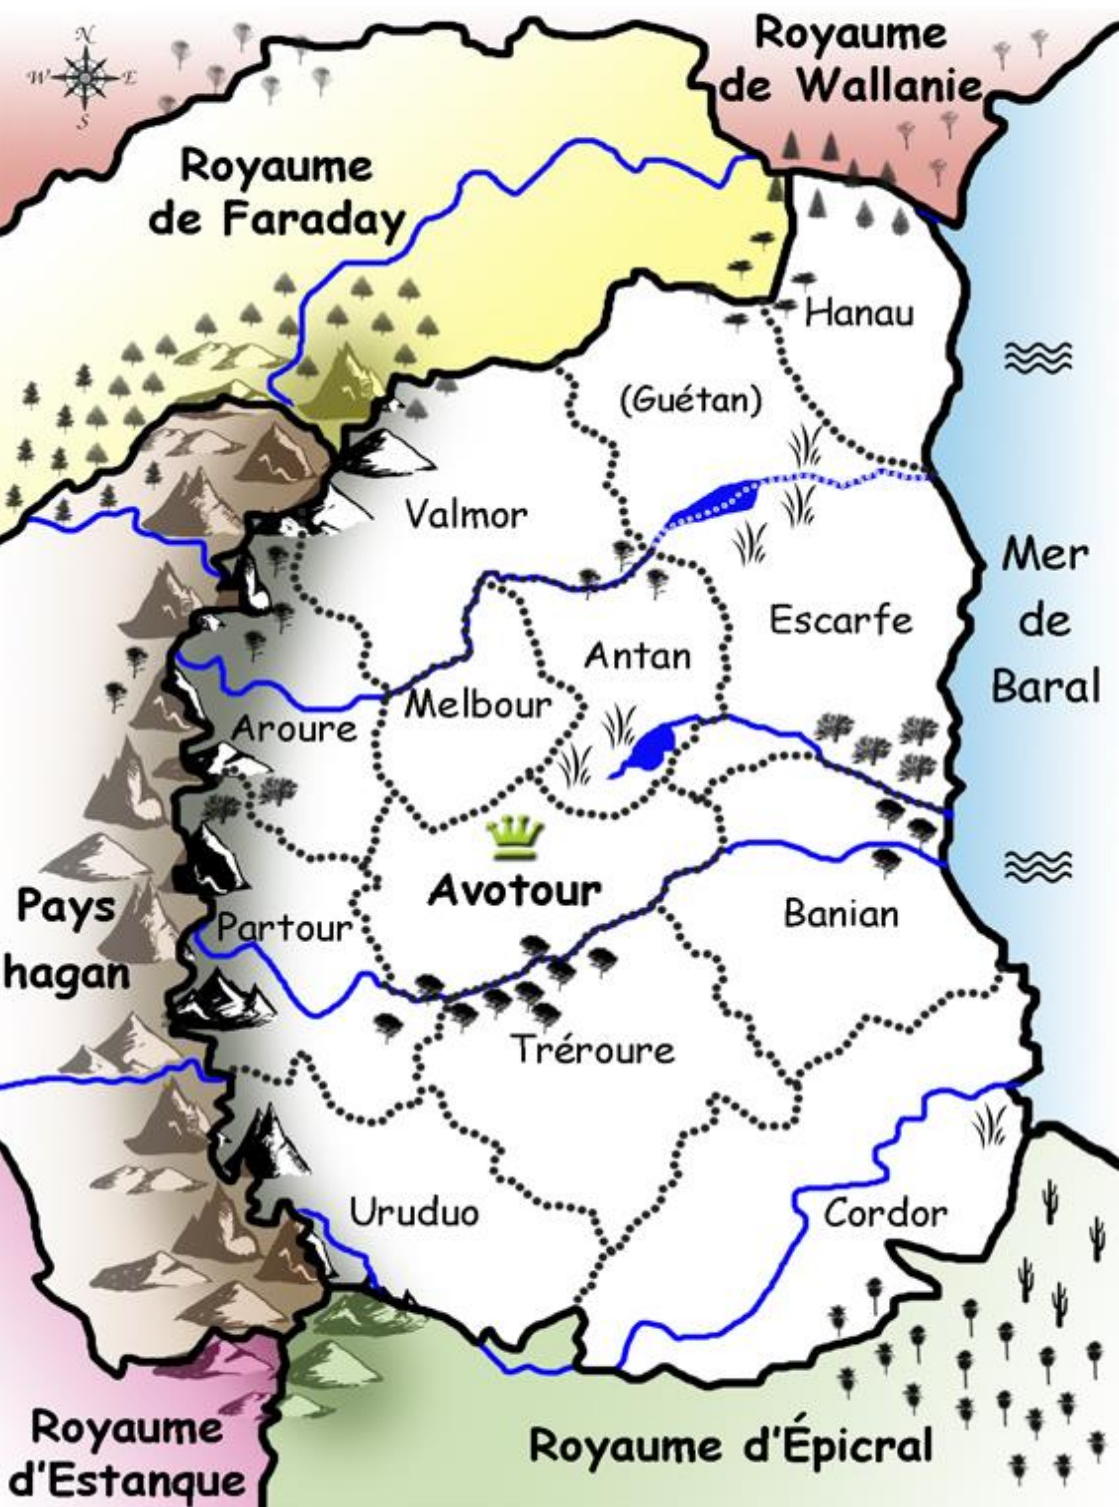 N
W E
S
Royaume
de Wallanie
Royaume
de Faraday
Hanau
(Guétan)
Valmor
Mer
de
Baral
Escarfe
Antan
Melbour
Aroure
Avotour
Pays
hagan
Partour
Banian
Tréroure
Uruduo
Cordor
Royaume
d'Estanque
Royaume d'Épicral